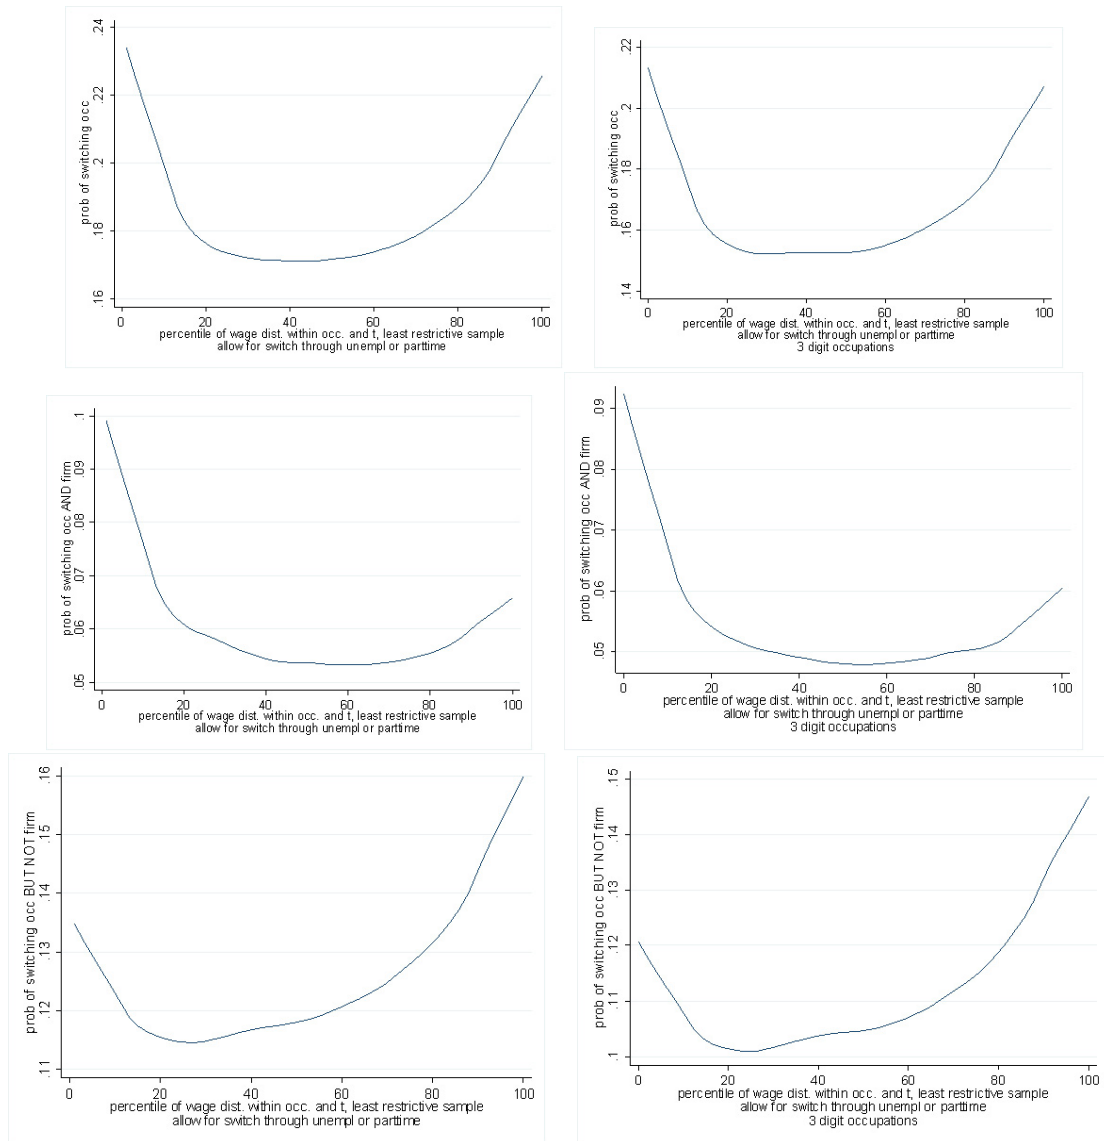 prob of switching occ
.24
.22
.2
.18
.16
0 20 40 60 80 100
percentile of wage dist. within occ. and t, least restrictive sample
allow for switch through unempl or parttime
prob of switching occ
.22
.2
.18
.16
.14
0 20 40 60 80 100
percentile of wage dist. within occ. and t, least restrictive sample
allow for switch through unempl or parttime
3 digit occupations
prob of switching occ AND firm
.1
.09
.08
.07
.06
.05
0 20 40 60 80 100
percentile of wage dist. within occ. and t, least restrictive sample
allow for switch through unempl or parttime
prob of switching occ AND firm
.09
.08
.07
.06
.05
0 20 40 60 80 100
percentile of wage dist. within occ. and t, least restrictive sample
allow for switch through unempl or parttime
3 digit occupations
prob of switching occ BUT NOT firm
.16
.15
.14
.13
.12
.11
0 20 40 60 80 100
percentile of wage dist. within occ. and t, least restrictive sample
allow for switch through unempl or parttime
prob of switching occ BUT NOT firm
.15
.14
.13
.12
.11
.1
0 20 40 60 80 100
percentile of wage dist. within occ. and t, least restrictive sample
allow for switch through unempl or parttime
3 digit occupations